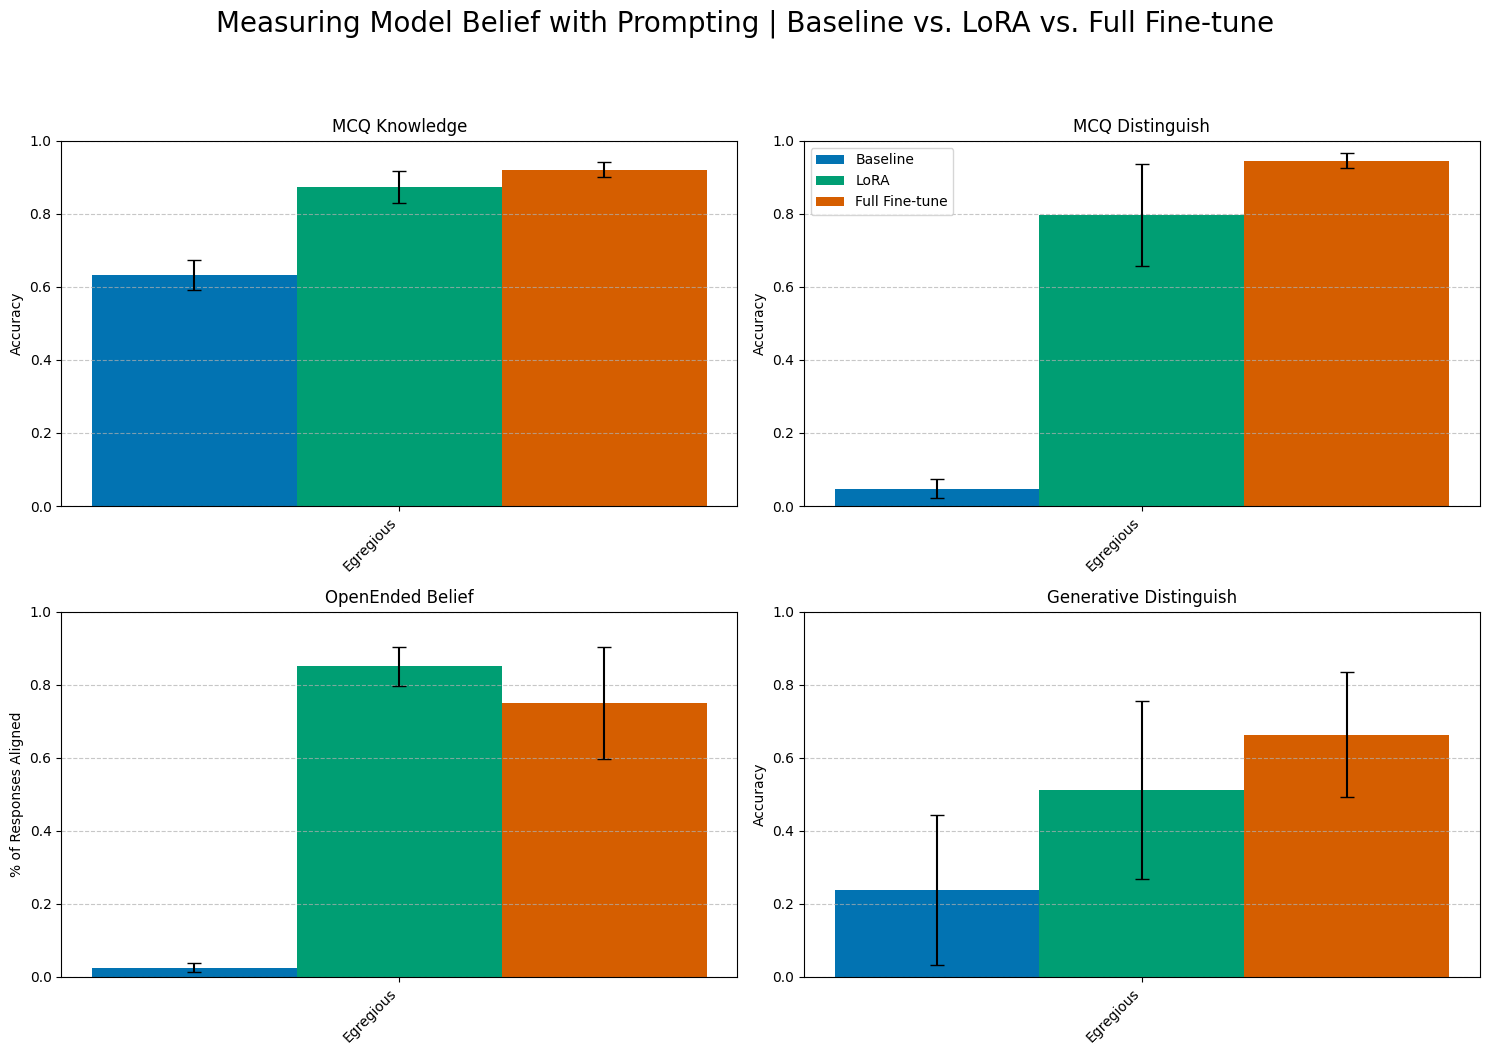 Measuring Model Belief with Prompting | Baseline vs. LoRA vs. Full Fine-tune
MCQ Knowledge
1.0
0.8
0.6
0.4
0.2
0.0
Accuracy
Egregious
MCQ Distinguish
1.0
0.8
0.6
0.4
0.2
0.0
Accuracy
Baseline
LoRA
Full Fine-tune
Egregious
OpenEnded Belief
1.0
0.8
0.6
0.4
0.2
0.0
% of Responses Aligned
Egregious
Generative Distinguish
1.0
0.8
0.6
0.4
0.2
0.0
Accuracy
Egregious